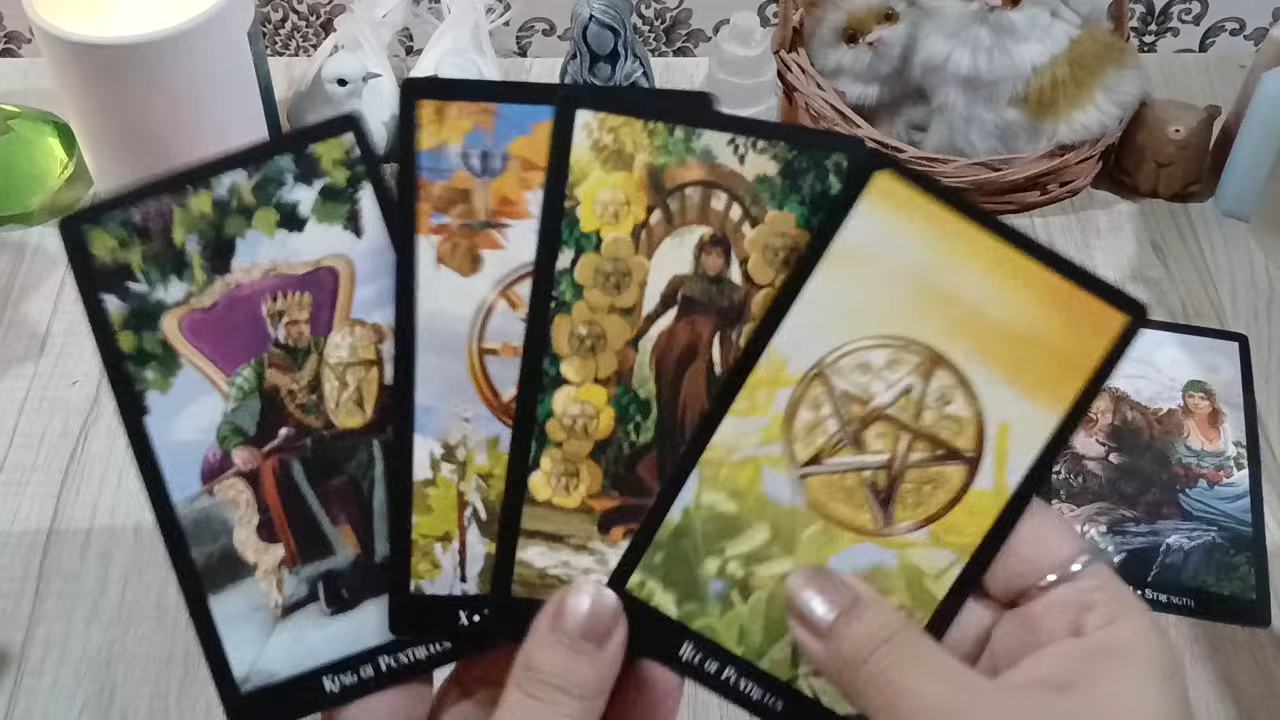 King of Pentacles
X •
Ace of Pentacles
• Strength